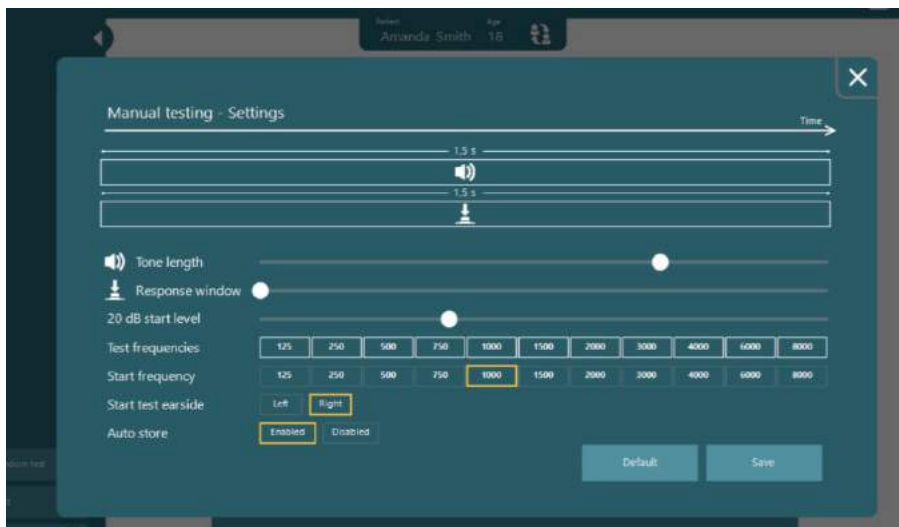 Patient Age
Amanda Smith 18
Manual testing - Settings
Time
1.5 s
1.5 s
Tone length
Response window
20 dB start level
Test frequencies 125 250 500 750 1000 1500 2000 3000 4000 6000 8000
Start frequency 125 250 500 750 1000 1500 2000 3000 4000 6000 8000
Start test earside Left Right
Auto store Enabled Disabled
Default Save
test